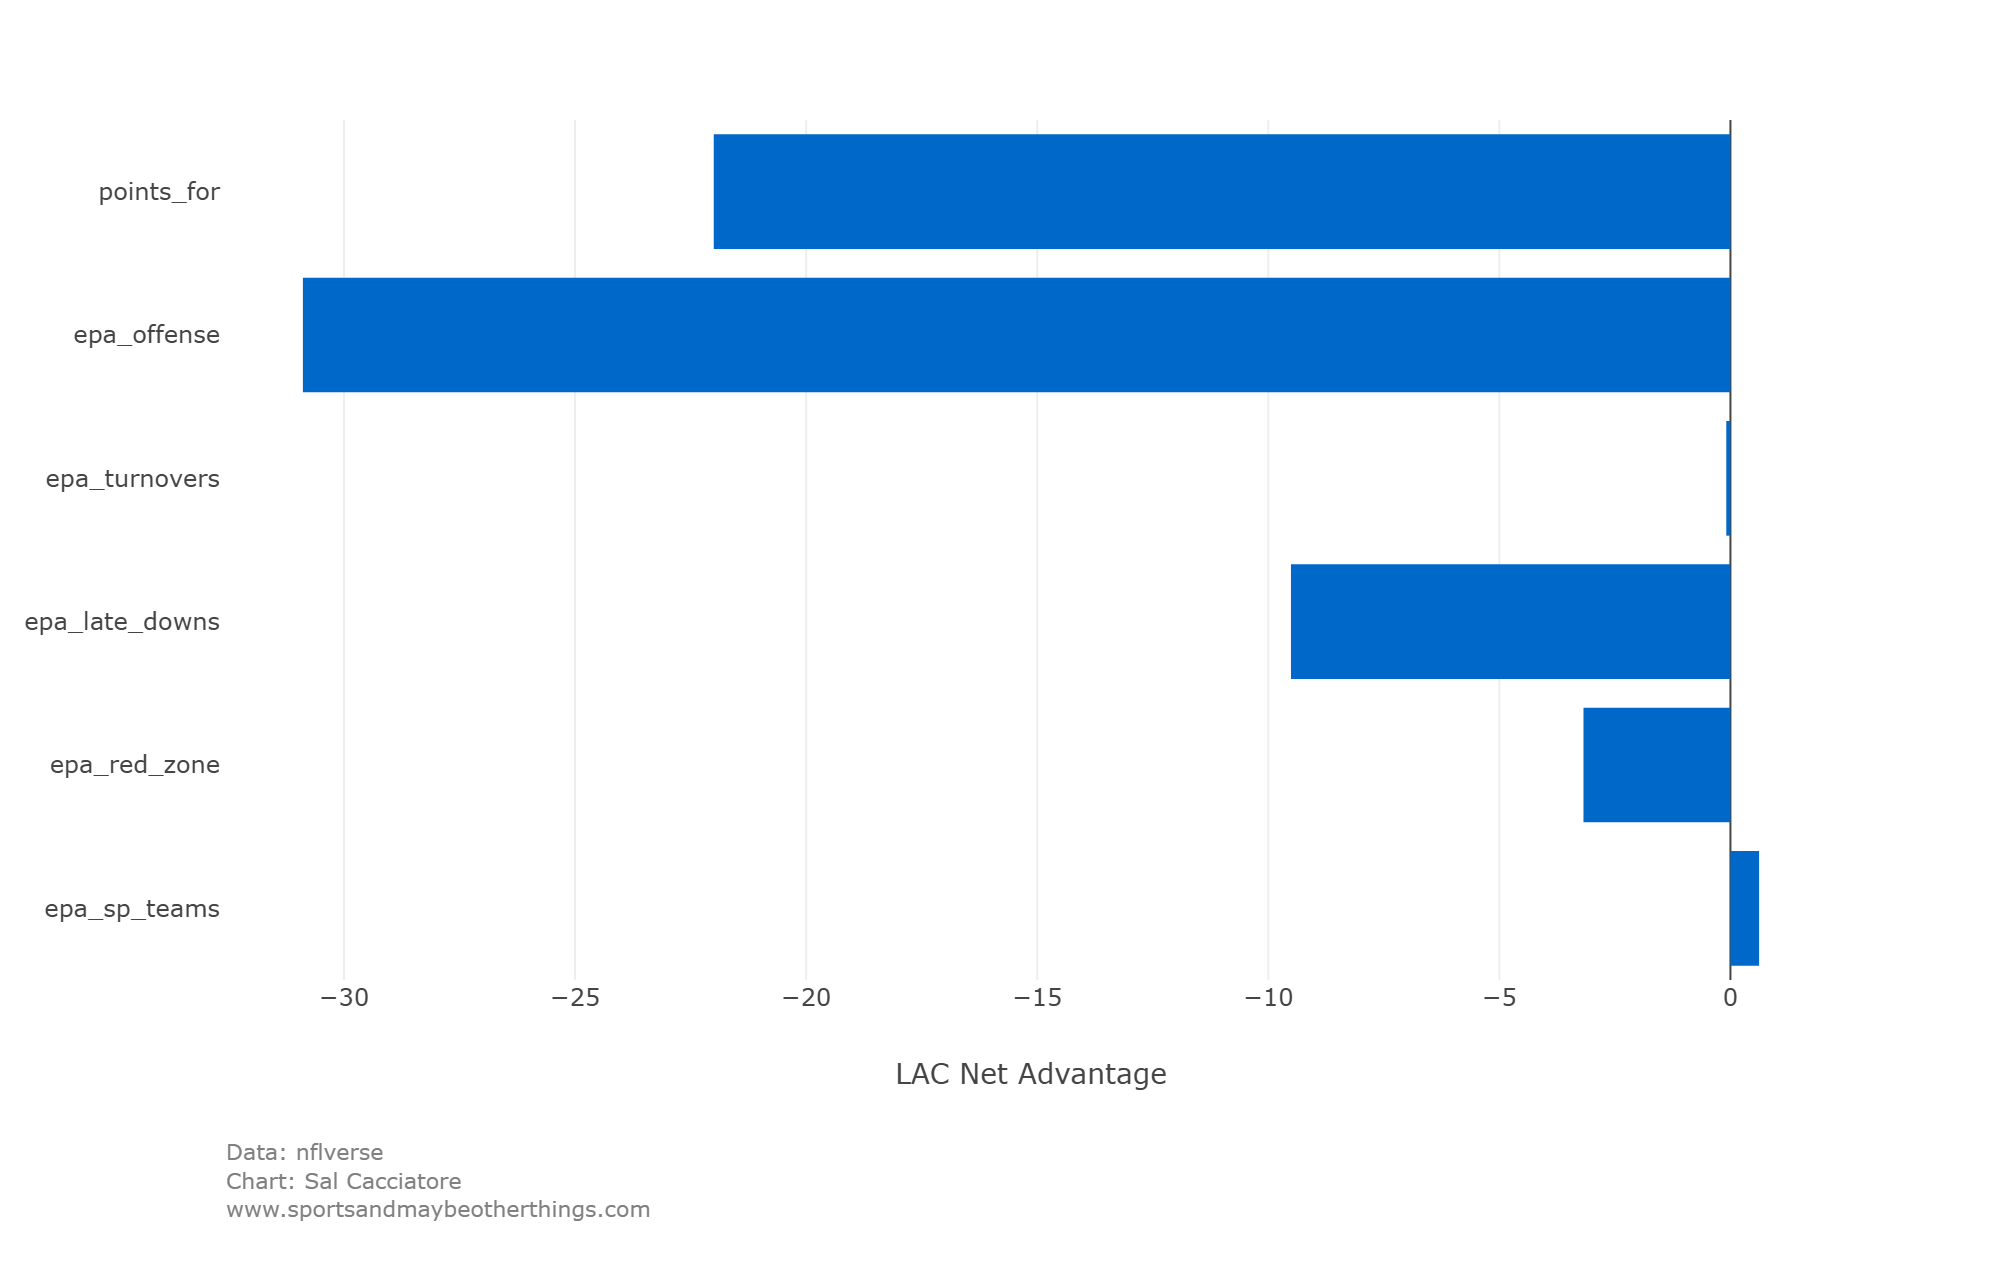 points_for
epa_offense
epa_turnovers
epa_late_downs
epa_red_zone
epa_sp_teams
−30 −25 −20 −15 −10 −5 0
LAC Net Advantage
Data: nflverse
Chart: Sal Cacciatore
www.sportsandmaybeotherthings.com